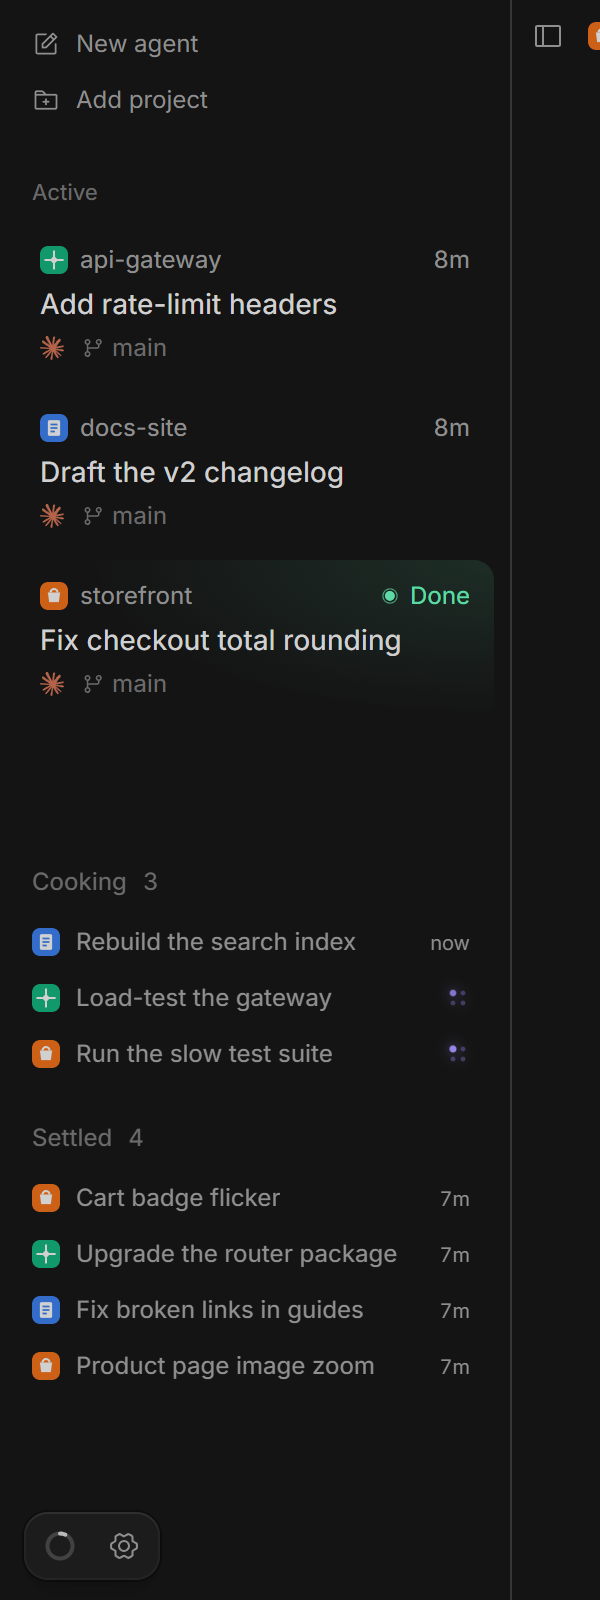 New agent
Add project
Active
api-gateway 8m
Add rate-limit headers
main
docs-site 8m
Draft the v2 changelog
main
storefront Done
Fix checkout total rounding
main
Cooking 3
Rebuild the search index now
Load-test the gateway
Run the slow test suite
Settled 4
Cart badge flicker 7m
Upgrade the router package 7m
Fix broken links in guides 7m
Product page image zoom 7m